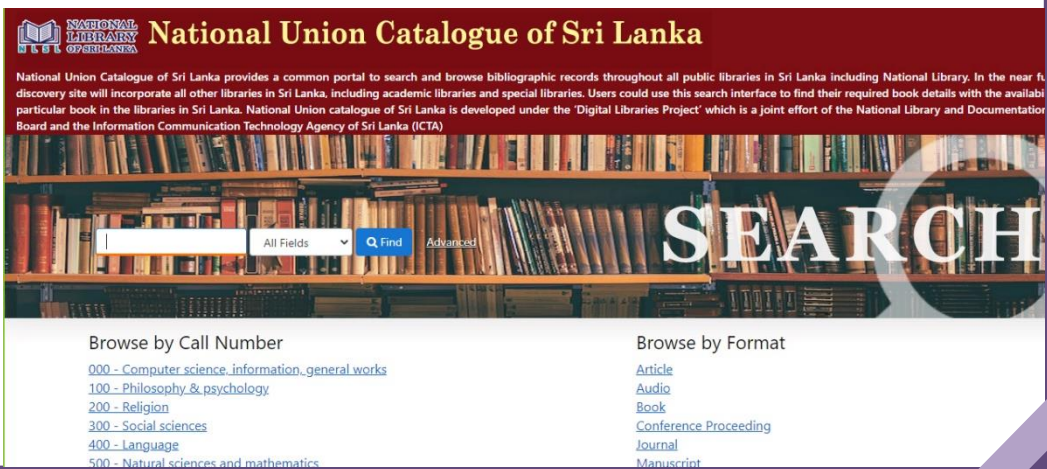 NATIONAL
LIBRARY
OF SRI LANKA
N L S L
National Union Catalogue of Sri Lanka
National Union Catalogue of Sri Lanka provides a common portal to search and browse bibliographic records throughout all public libraries in Sri Lanka including National Library. In the near
discovery site will incorporate all other libraries in Sri Lanka, including academic libraries and special libraries. Users could use this search interface to find their required book details with the
particular book in the libraries in Sri Lanka. National Union catalogue of Sri Lanka is developed under the 'Digital Libraries Project' which is a joint effort of the National Library and Documentation
Board and the Information Communication Technology Agency of Sri Lanka (ICTA)
SEARCH
All Fields
Find
Advanced
Browse by Call Number
000 - Computer science, information, general works
100 - Philosophy & psychology
200 - Religion
300 - Social sciences
400 - Language
500 - Natural sciences and mathematics
Browse by Format
Article
Audio
Book
Conference Proceeding
Journal
Manuscript